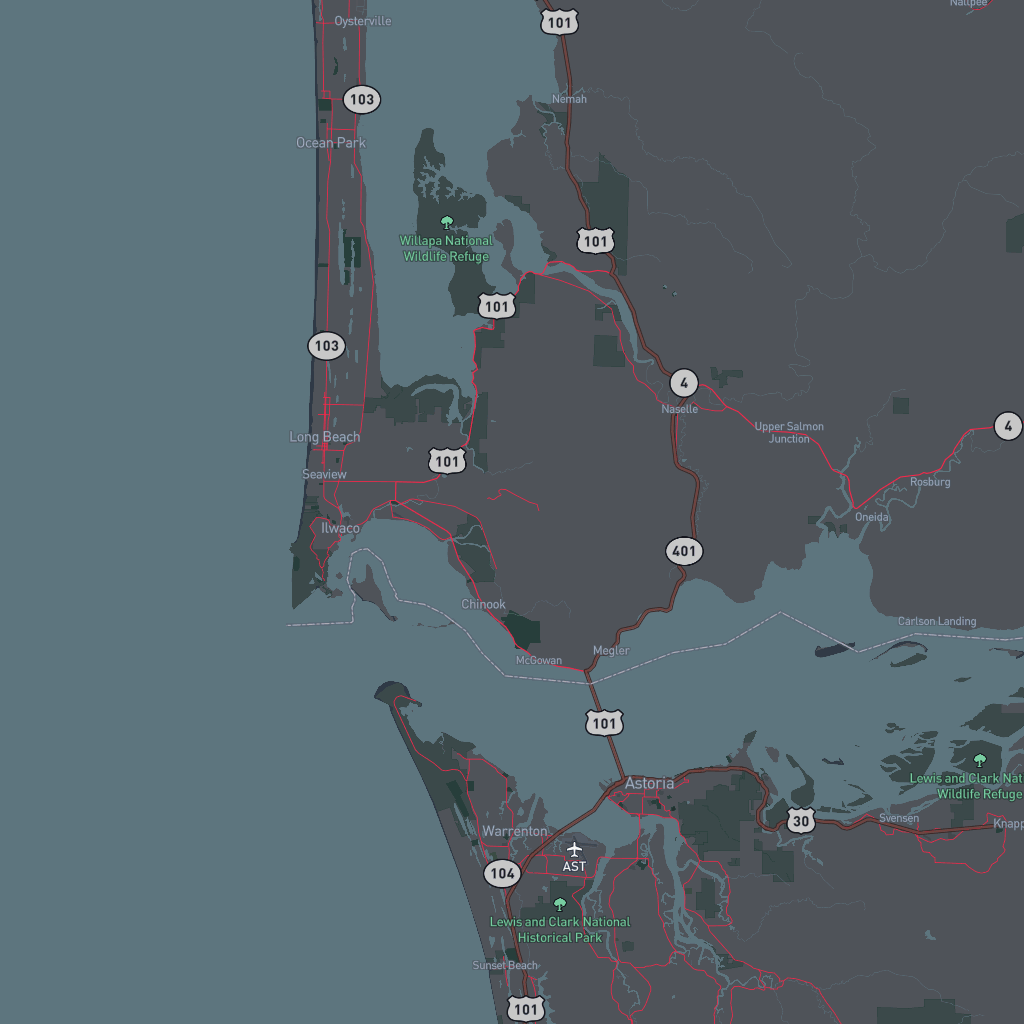 Nallpee
Oysterville
101
103
Nemah
Ocean Park
Willapa National
Wildlife Refuge
101
101
103
4
Naselle
Upper Salmon
Junction
4
Long Beach
101
Seaview
Rosburg
Oneida
Ilwaco
401
Chinook
Carlson Landing
McGowan
Megler
101
Astoria
Lewis and Clark Nat
Wildlife Refuge
30
Svensen
Knapp
Warrenton
AST
104
Lewis and Clark National
Historical Park
Sunset Beach
101